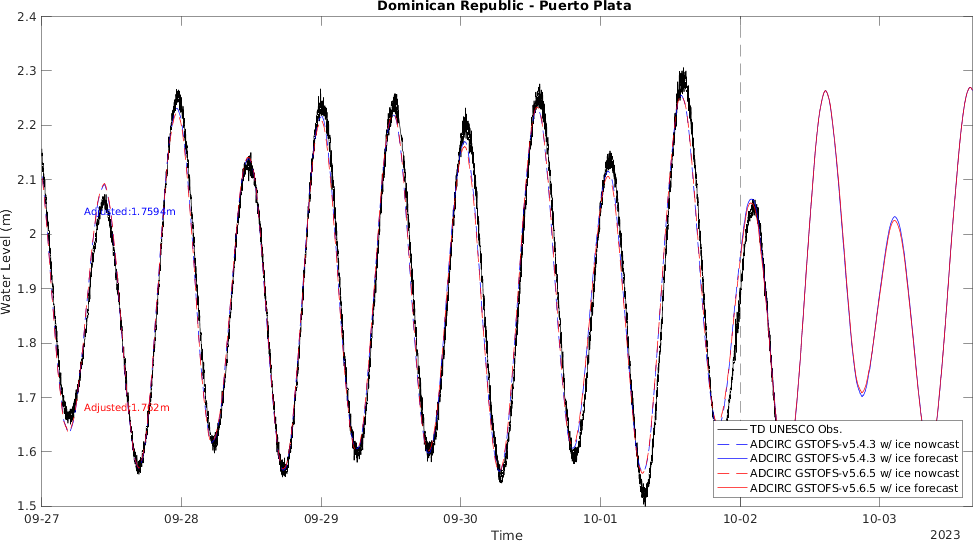 Dominican Republic - Puerto Plata
2.4
2.3
2.2
2.1
2
1.9
1.8
1.7
1.6
1.5
Water Level (m)
Adjusted:1.7594m
Adjusted:1.762m
TD UNESCO Obs.
ADCIRC GSTOFS-v5.4.3 w/ ice nowcast
ADCIRC GSTOFS-v5.4.3 w/ ice forecast
ADCIRC GSTOFS-v5.6.5 w/ ice nowcast
ADCIRC GSTOFS-v5.6.5 w/ ice forecast
09-27 09-28 09-29 09-30 10-01 10-02 10-03
Time
2023